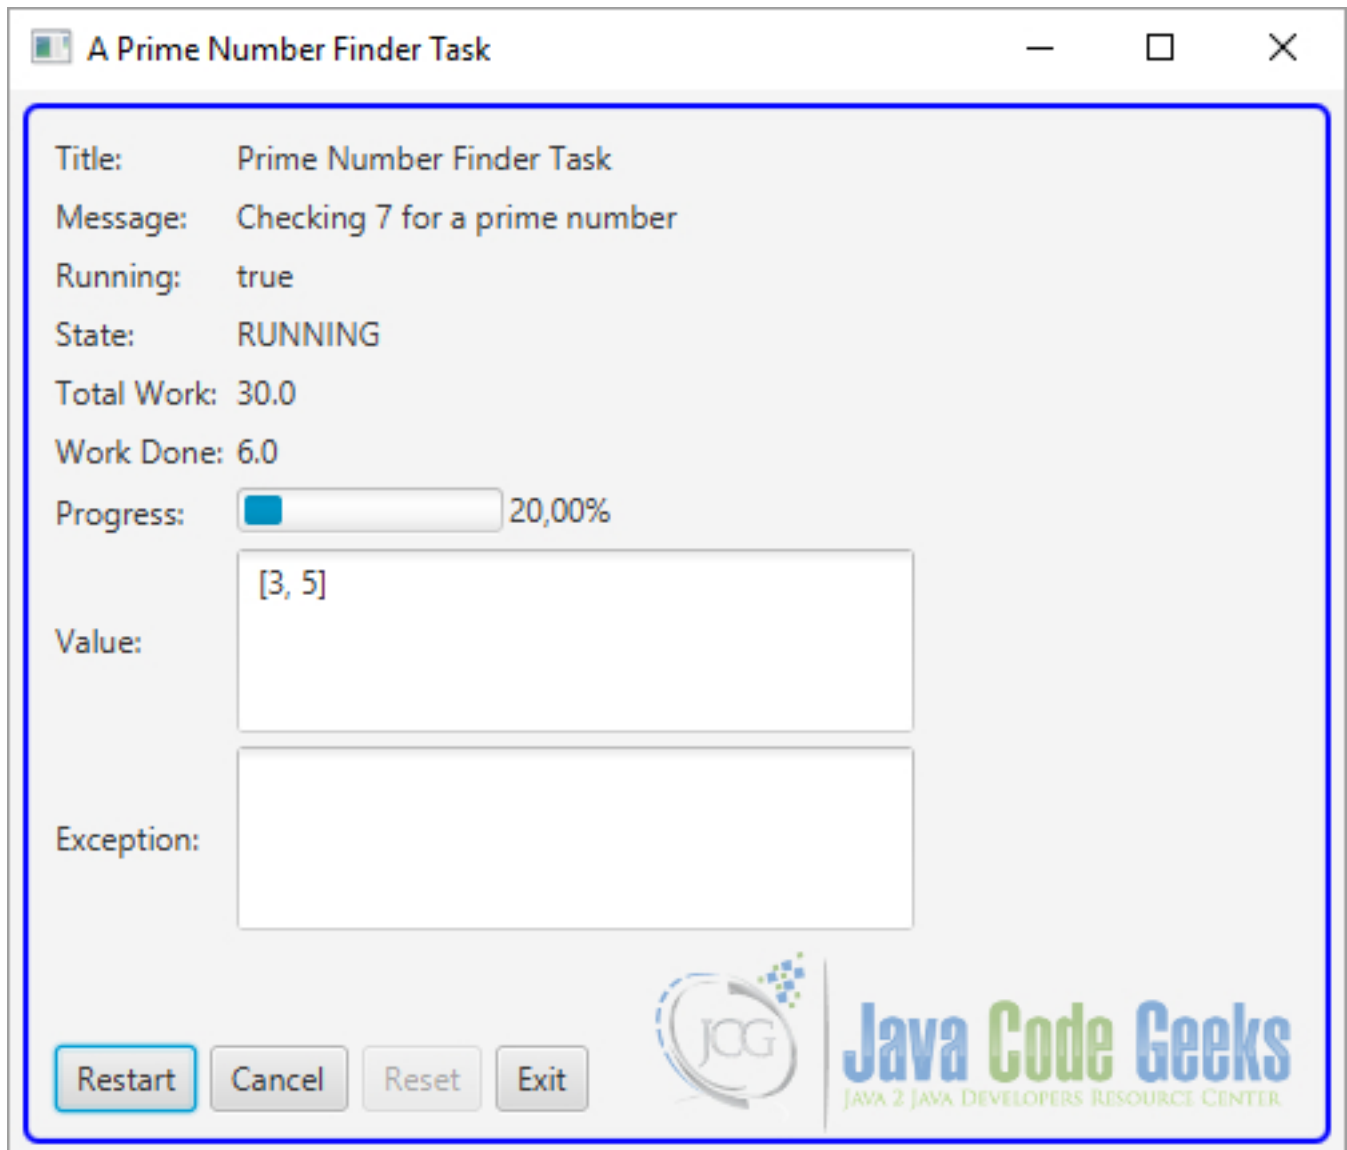 A Prime Number Finder Task
Title: Prime Number Finder Task
Message: Checking 7 for a prime number
Running: true
State: RUNNING
Total Work: 30.0
Work Done: 6.0
Progress: 20,00%
Value: [3, 5]
Exception:
Restart Cancel Reset Exit
JCG
Java Code Geeks
JAVA 2 JAVA DEVELOPERS RESOURCE CENTER